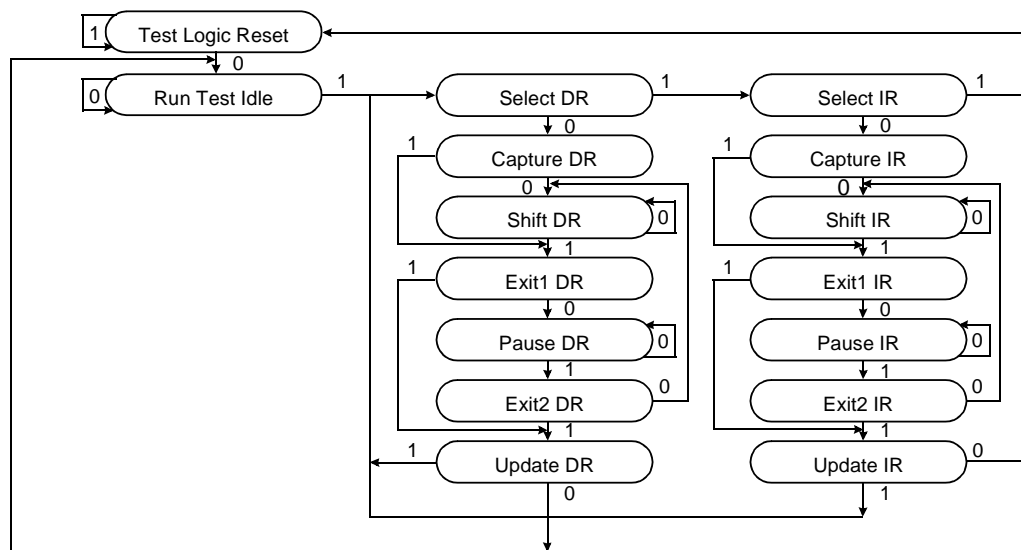 1
Test Logic Reset
0
0
Run Test Idle
1
Select DR
1
Select IR
1
0
0
1
Capture DR
1
Capture IR
0
0
Shift DR
0
Shift IR
0
1
1
1
Exit1 DR
1
Exit1 IR
0
0
Pause DR
0
Pause IR
0
1
1
Exit2 DR
0
Exit2 IR
0
1
1
1
Update DR
Update IR
0
0
1